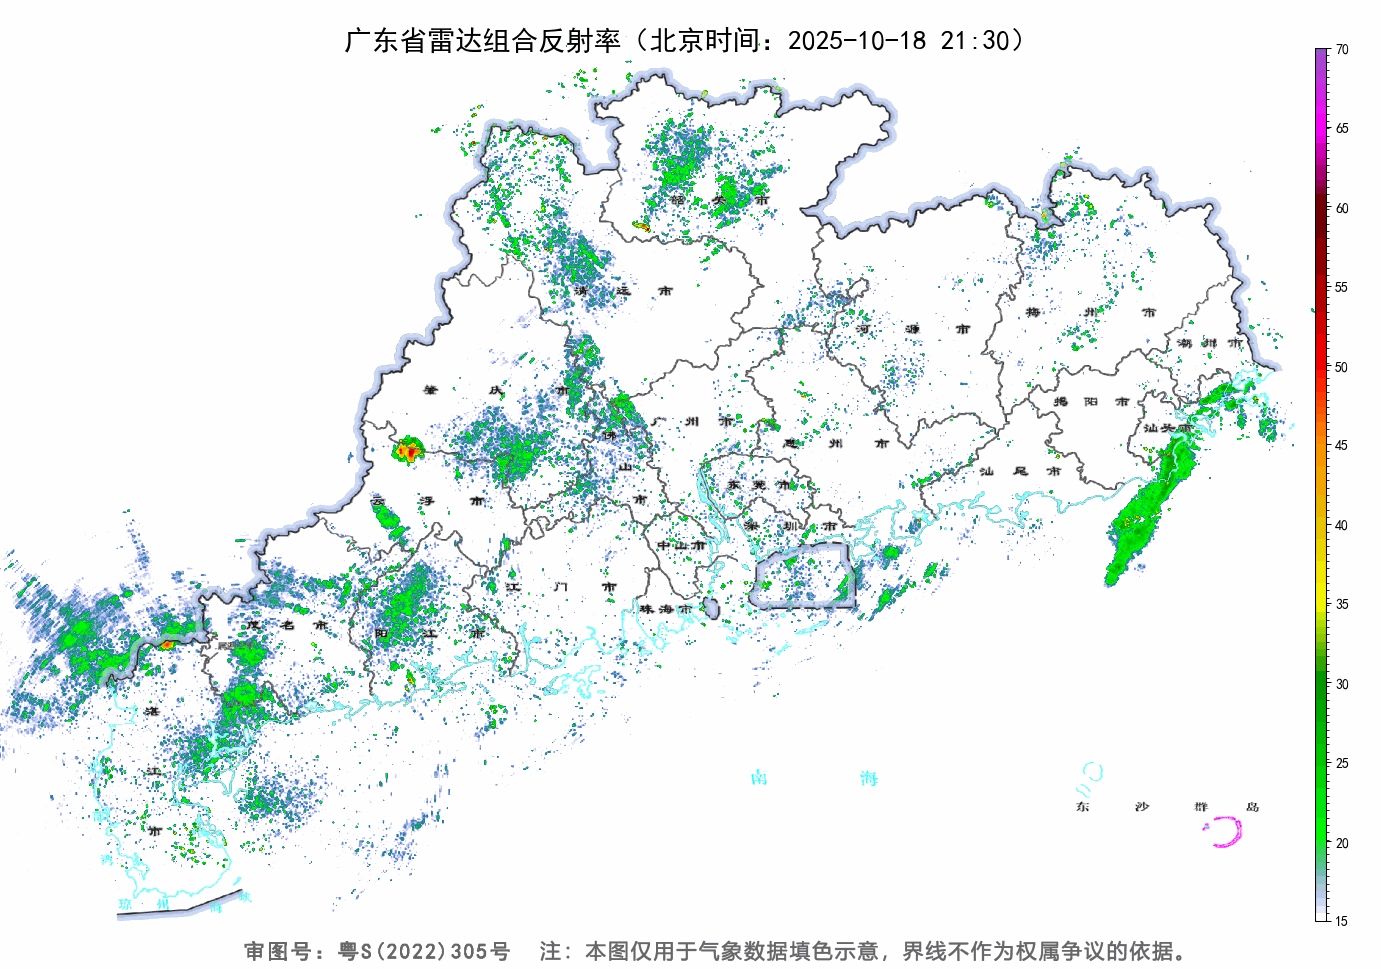 广东省雷达组合反射率（北京时间：2025-10-18 21:30）
70
65
60
55
50
45
40
35
30
25
20
15
韶关市
清远市
河源市
梅州市
潮州市
肇庆市
揭阳市
广州市
惠州市
汕头市
佛山市
汕尾市
东莞市
云浮市
深圳市
中山市
江门市
珠海市
茂名市
阳江市
湛江市
南海
东沙群岛
湾
琼州海峡
审图号：粤S(2022)305号 注：本图仅用于气象数据填色示意，界线不作为权属争议的依据。